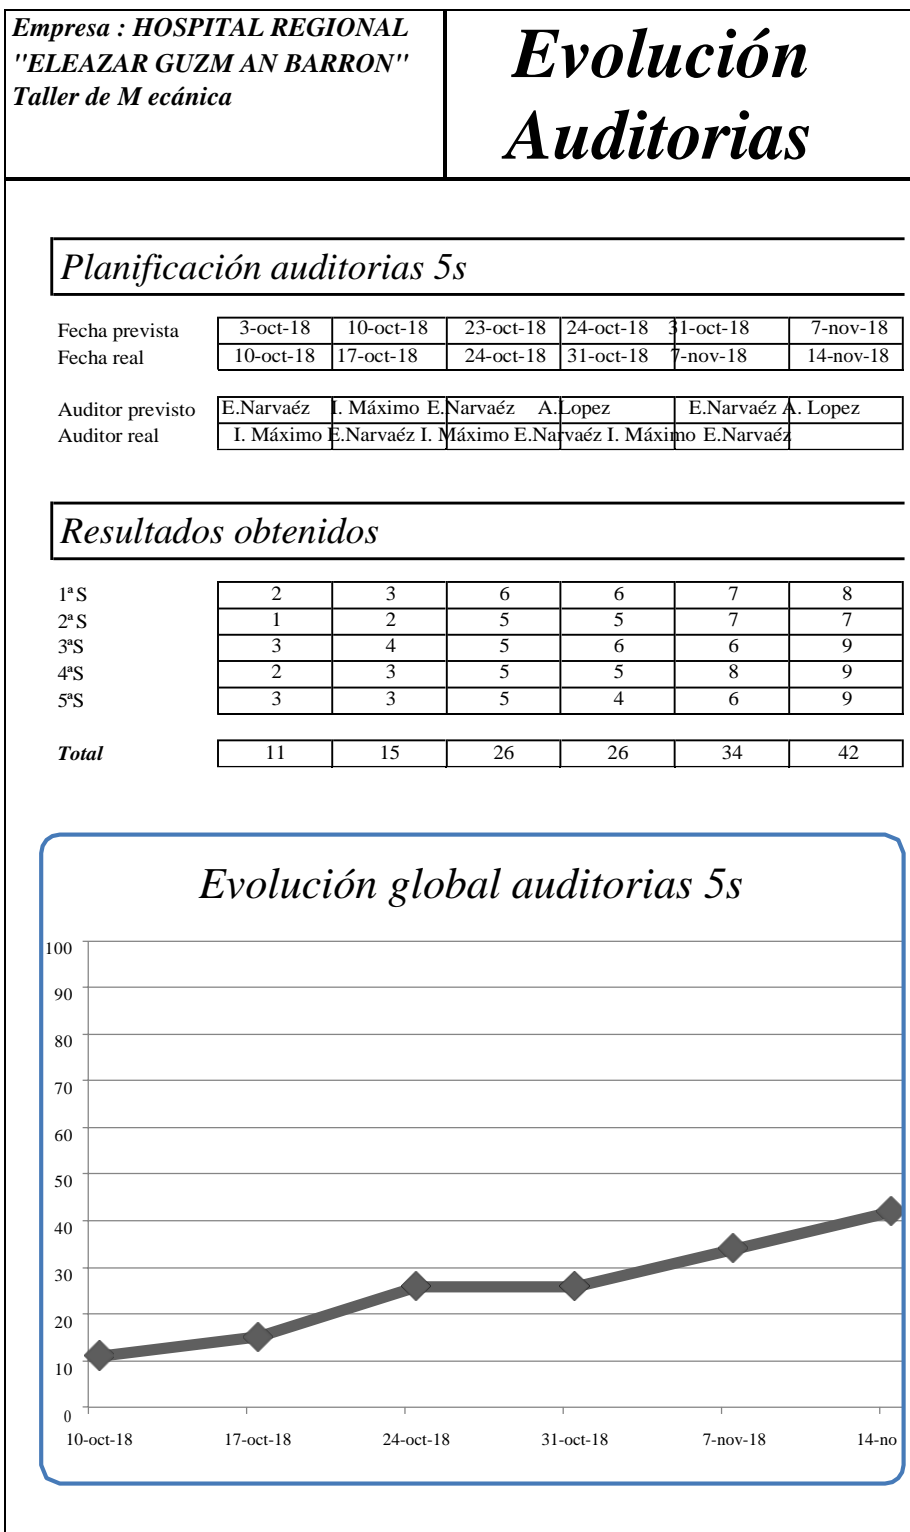 Empresa : HOSPITAL REGIONAL
"ELEAZAR GUZM AN BARRON"
Taller de M ecánica
Evolución
Auditorias
Planificación auditorias 5s
Fecha prevista 3-oct-18 10-oct-18 23-oct-18 24-oct-18 31-oct-18 7-nov-18
Fecha real 10-oct-18 17-oct-18 24-oct-18 31-oct-18 7-nov-18 14-nov-18
Auditor previsto E.Narvaéz I. Máximo E.Narvaéz A.Lopez E.Narvaéz A. Lopez
Auditor real I. Máximo E.Narvaéz I. Máximo E.Narvaéz I. Máximo E.Narvaéz
Resultados obtenidos
1ª S 2 3 6 6 7 8
2ª S 1 2 5 5 7 7
3ªS 3 4 5 6 6 9
4ªS 2 3 5 5 8 9
5ªS 3 3 5 4 6 9
Total 11 15 26 26 34 42
Evolución global auditorias 5s
100
90
80
70
60
50
40
30
20
10
0
10-oct-18 17-oct-18 24-oct-18 31-oct-18 7-nov-18 14-no